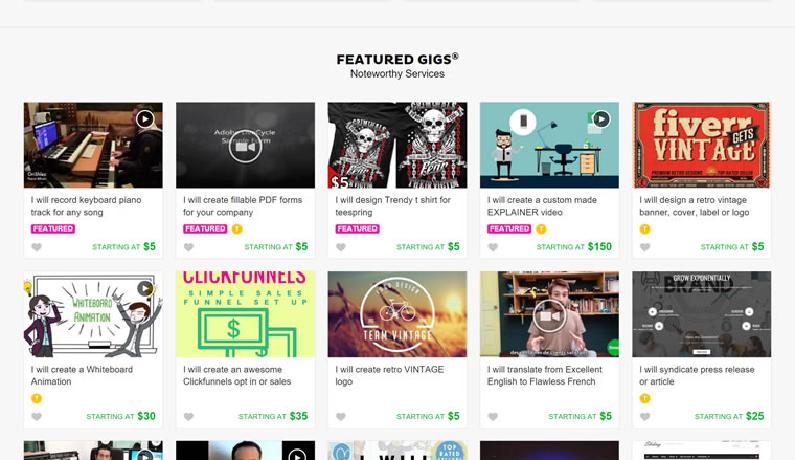 FEATURED GIGS®
Noteworthy Services
Adobe LiveCycle
Simple Form
$5
fiverr
GETS
VINTAGE
I will record keyboard piano
track for any song
FEATURED
STARTING AT $5
I will create fillable PDF forms
for your company
FEATURED
STARTING AT $5
I will design Trendy t shirt for
teespring
FEATURED
STARTING AT $5
I will create a custom made
EXPLAINER video
FEATURED
STARTING AT $150
I will design a retro vintage
banner, cover, label or logo
STARTING AT $5
WHITEBOARD
ANIMATION
CLICKFUNNELS
SIMPLE SALES
FUNNEL SET UP
$
TEAM VINTAGE
GROW EXPONENTIALLY
BRAND
I will create a Whiteboard
Animation
STARTING AT $30
I will create an awesome
Clickfunnels opt in or sales
STARTING AT $35
I will create retro VINTAGE
logo
STARTING AT $5
I will translate from Excellent
English to Flawless French
STARTING AT $5
I will syndicate press release
or article
STARTING AT $25
I WILL
TOP
RATED